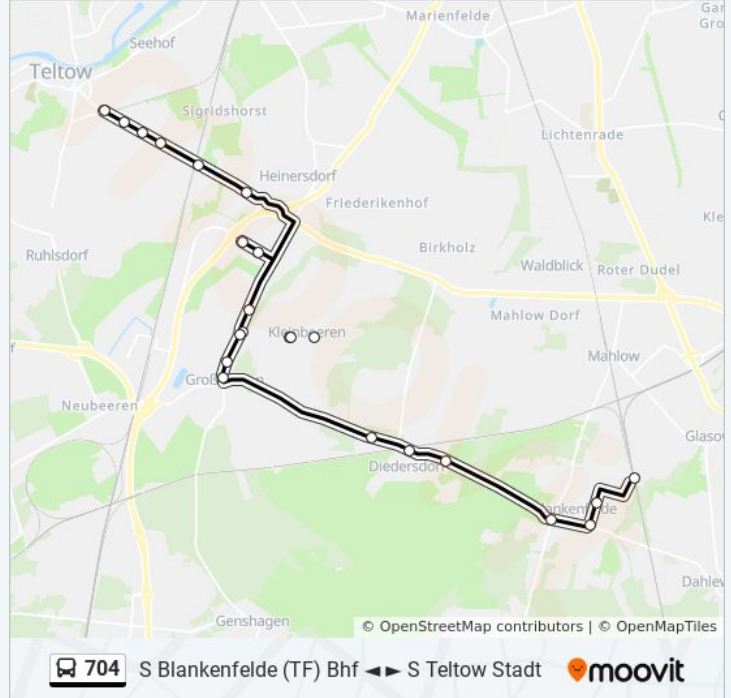 Marienfelde
Seehof
Teltow
Sigridshorst
Lichtenrade
Heinersdorf
Friederikenhof
Birkholz
Ruhlsdorf
Waldblick
Roter Dudel
Mahlow Dorf
Kleinbeeren
Mahlow
Neubeeren
Diedersdorf
Genshagen
© OpenStreetMap contributors | © OpenMapTiles
704 S Blankenfelde (TF) Bhf ◄ ► S Teltow Stadt moovit